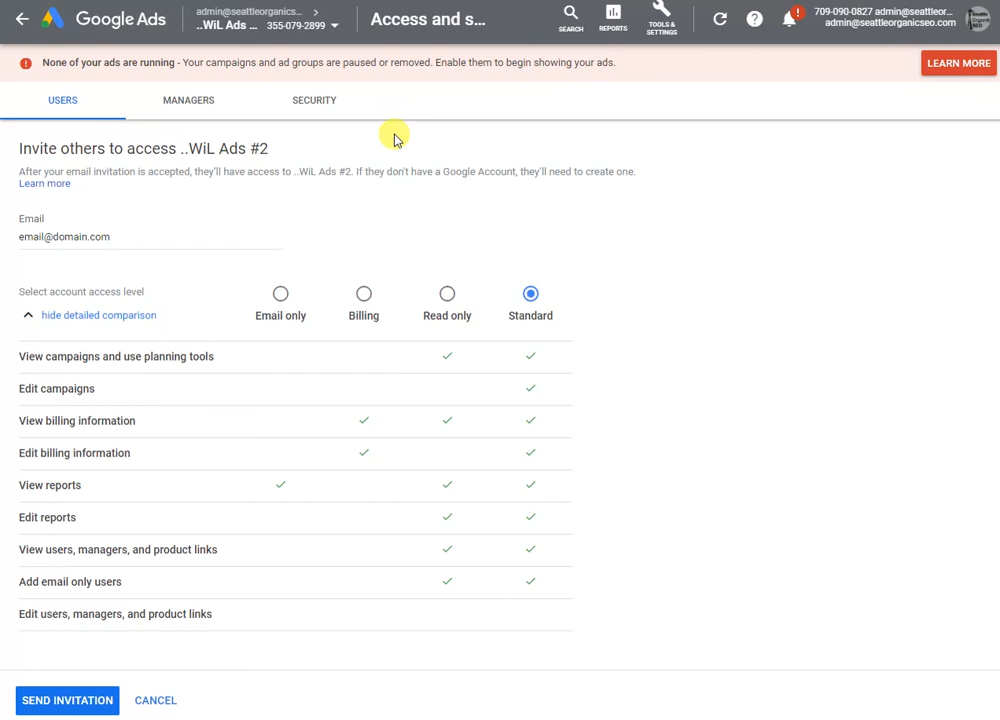 Google Ads
admin@seattleorganics... >
..WiL Ads ... 355-079-2899
Access and s...
SEARCH
REPORTS
TOOLS &
SETTINGS
709-090-0827 admin@seattleor...
admin@seattleorganicseo.com
None of your ads are running - Your campaigns and ad groups are paused or removed. Enable them to begin showing your ads.
LEARN MORE
USERS
MANAGERS
SECURITY
Invite others to access ..WiL Ads #2
After your email invitation is accepted, they'll have access to ..WiL Ads #2. If they don't have a Google Account, they'll need to create one.
Learn more
Email
email@domain.com
Select account access level
hide detailed comparison
Email only
Billing
Read only
Standard
View campaigns and use planning tools
Edit campaigns
View billing information
Edit billing information
View reports
Edit reports
View users, managers, and product links
Add email only users
Edit users, managers, and product links
SEND INVITATION
CANCEL